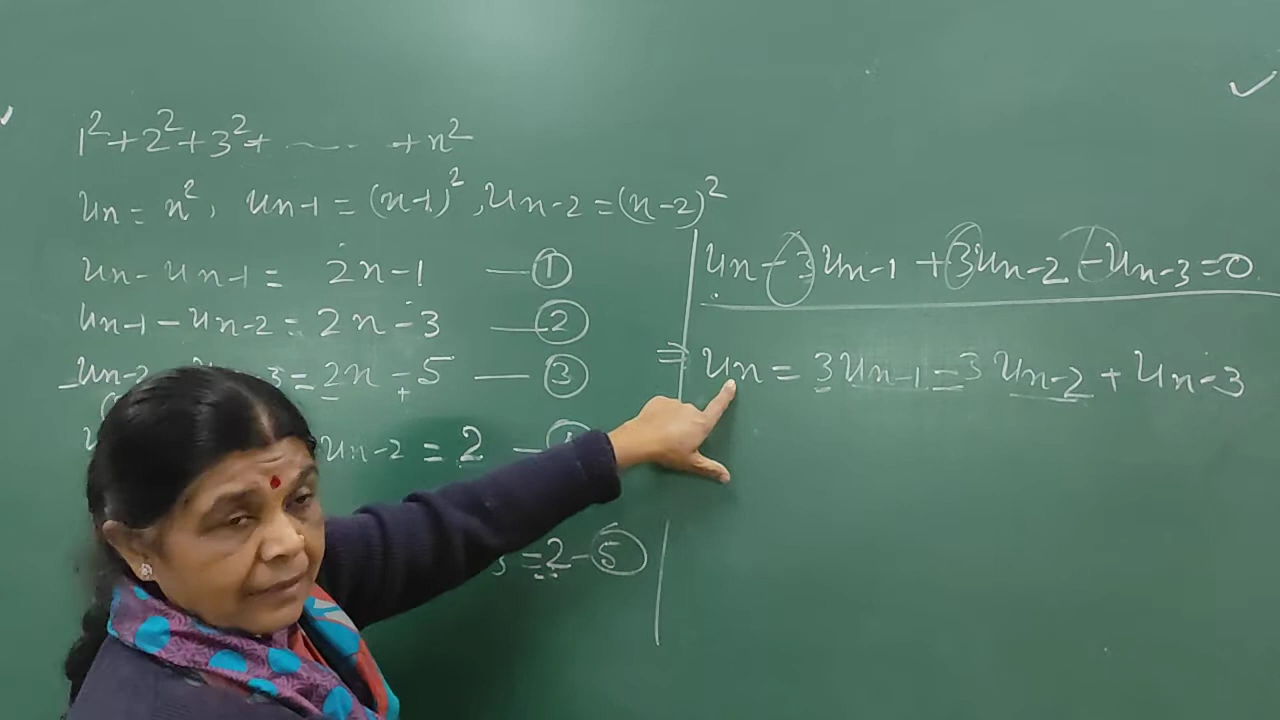 1² + 2² + 3² + ........ + n²
un = n², un-1 = (n-1)², un-2 = (n-2)²
un - un-1 = 2n-1 —①
un-1 - un-2 = 2n-3 —②
un-2 3 = 2n-5 —③
un-2 = 2 —
3 = 2 - ⑤
un - 3un-1 + 3un-2 - un-3 = 0
⇒ un = 3un-1 - 3un-2 + un-3